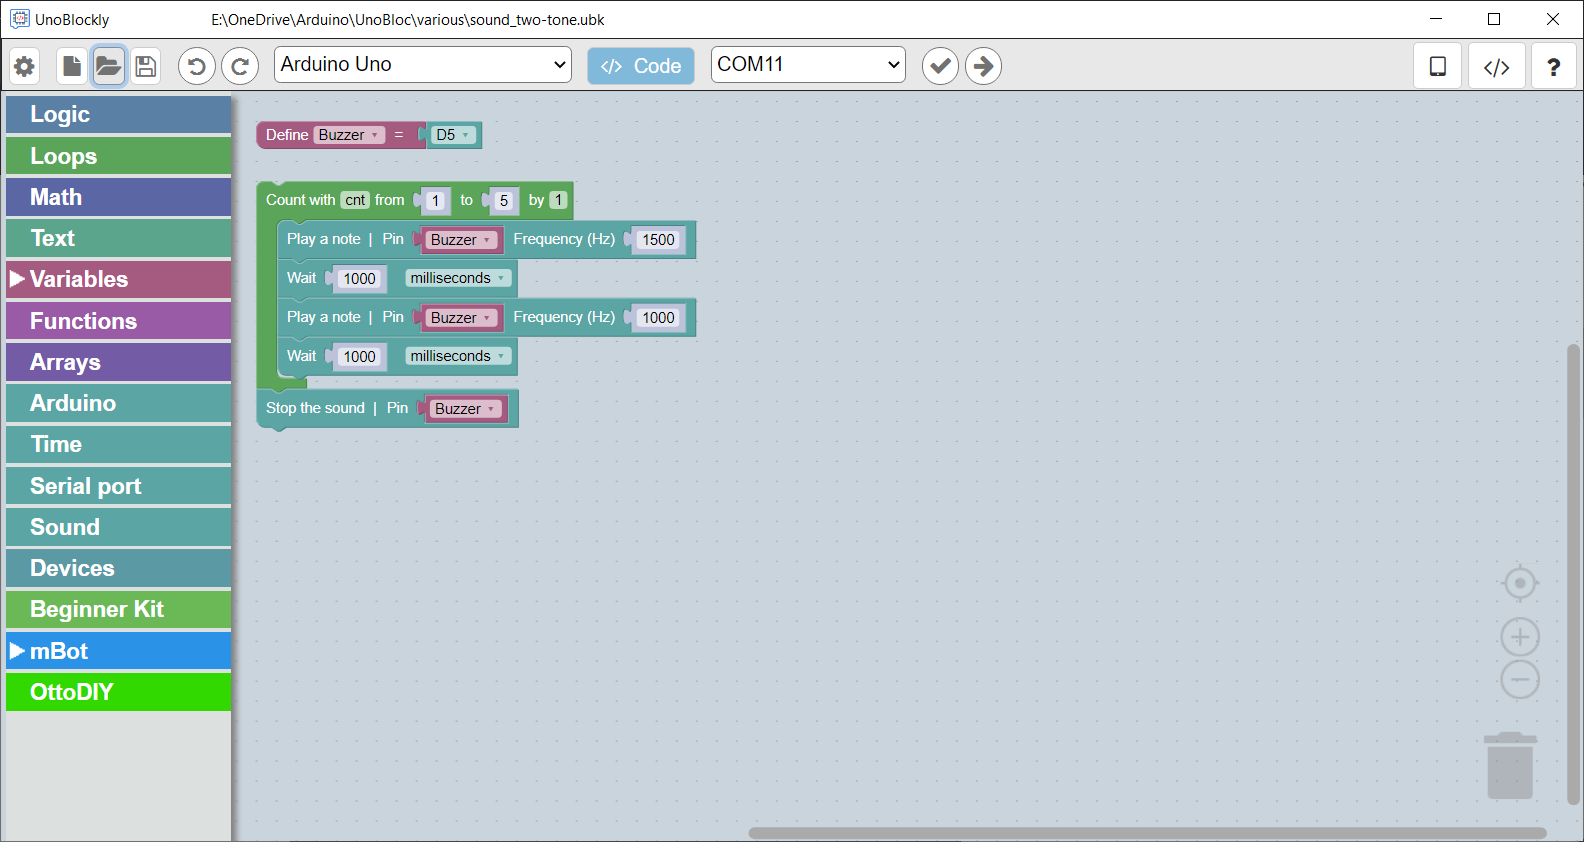 UnoBlockly E:\OneDrive\Arduino\UnoBloc\various\sound_two-tone.ubk
Arduino Uno </> Code COM11 </> ?
Logic
Loops
Math
Text
Variables
Functions
Arrays
Arduino
Time
Serial port
Sound
Devices
Beginner Kit
mBot
OttoDIY
Define Buzzer = D5
Count with cnt from 1 to 5 by 1
Play a note | Pin Buzzer Frequency (Hz) 1500
Wait 1000 milliseconds
Play a note | Pin Buzzer Frequency (Hz) 1000
Wait 1000 milliseconds
Stop the sound | Pin Buzzer